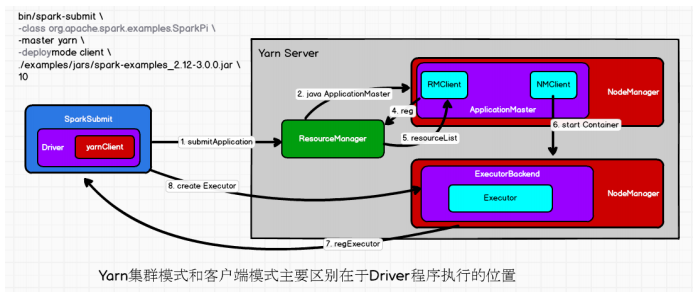 bin/spark-submit \
-class org.apache.spark.examples.SparkPi \
-master yarn \
-deploymode client \
./examples/jars/spark-examples_2.12-3.0.0.jar \
10
Yarn Server
RMClient
NMClient
ApplicationMaster
NodeManager
2. java ApplicationMaster
4. reg
SparkSubmit
Driver
yarnClient
1. submitApplication
ResourceManager
5. resourceList
6. start Container
8. create Executor
ExecutorBackend
Executor
NodeManager
7. regExecutor
Yarn集群模式和客户端模式主要区别在于Driver程序执行的位置